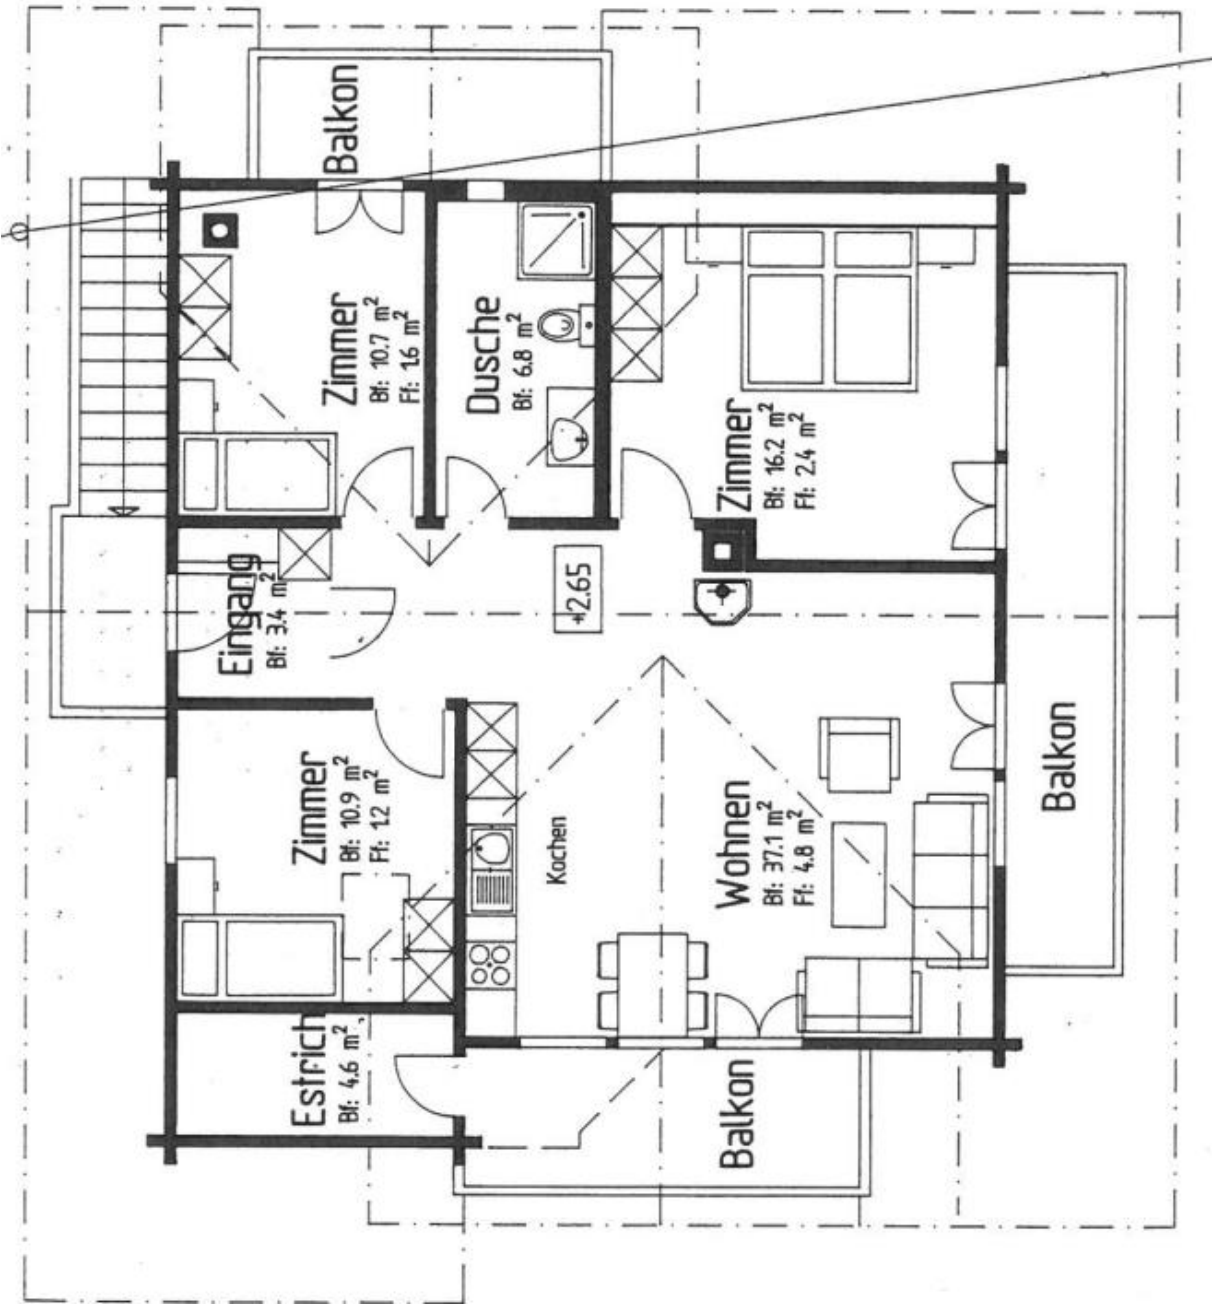 Balkon
Zimmer
Bf: 10.7 m²
Ff: 1.6 m²
Dusche
Bf: 6.8 m²
Zimmer
Bf: 16.2 m²
Ff: 2.4 m²
Eingang
Bf: 3.4 m²
+2.65
Zimmer
Bf: 10.9 m²
Ff: 1.2 m²
Kochen
Wohnen
Bf: 37.1 m²
Ff: 4.8 m²
Balkon
Estrich
Bf: 4.6 m²
Balkon